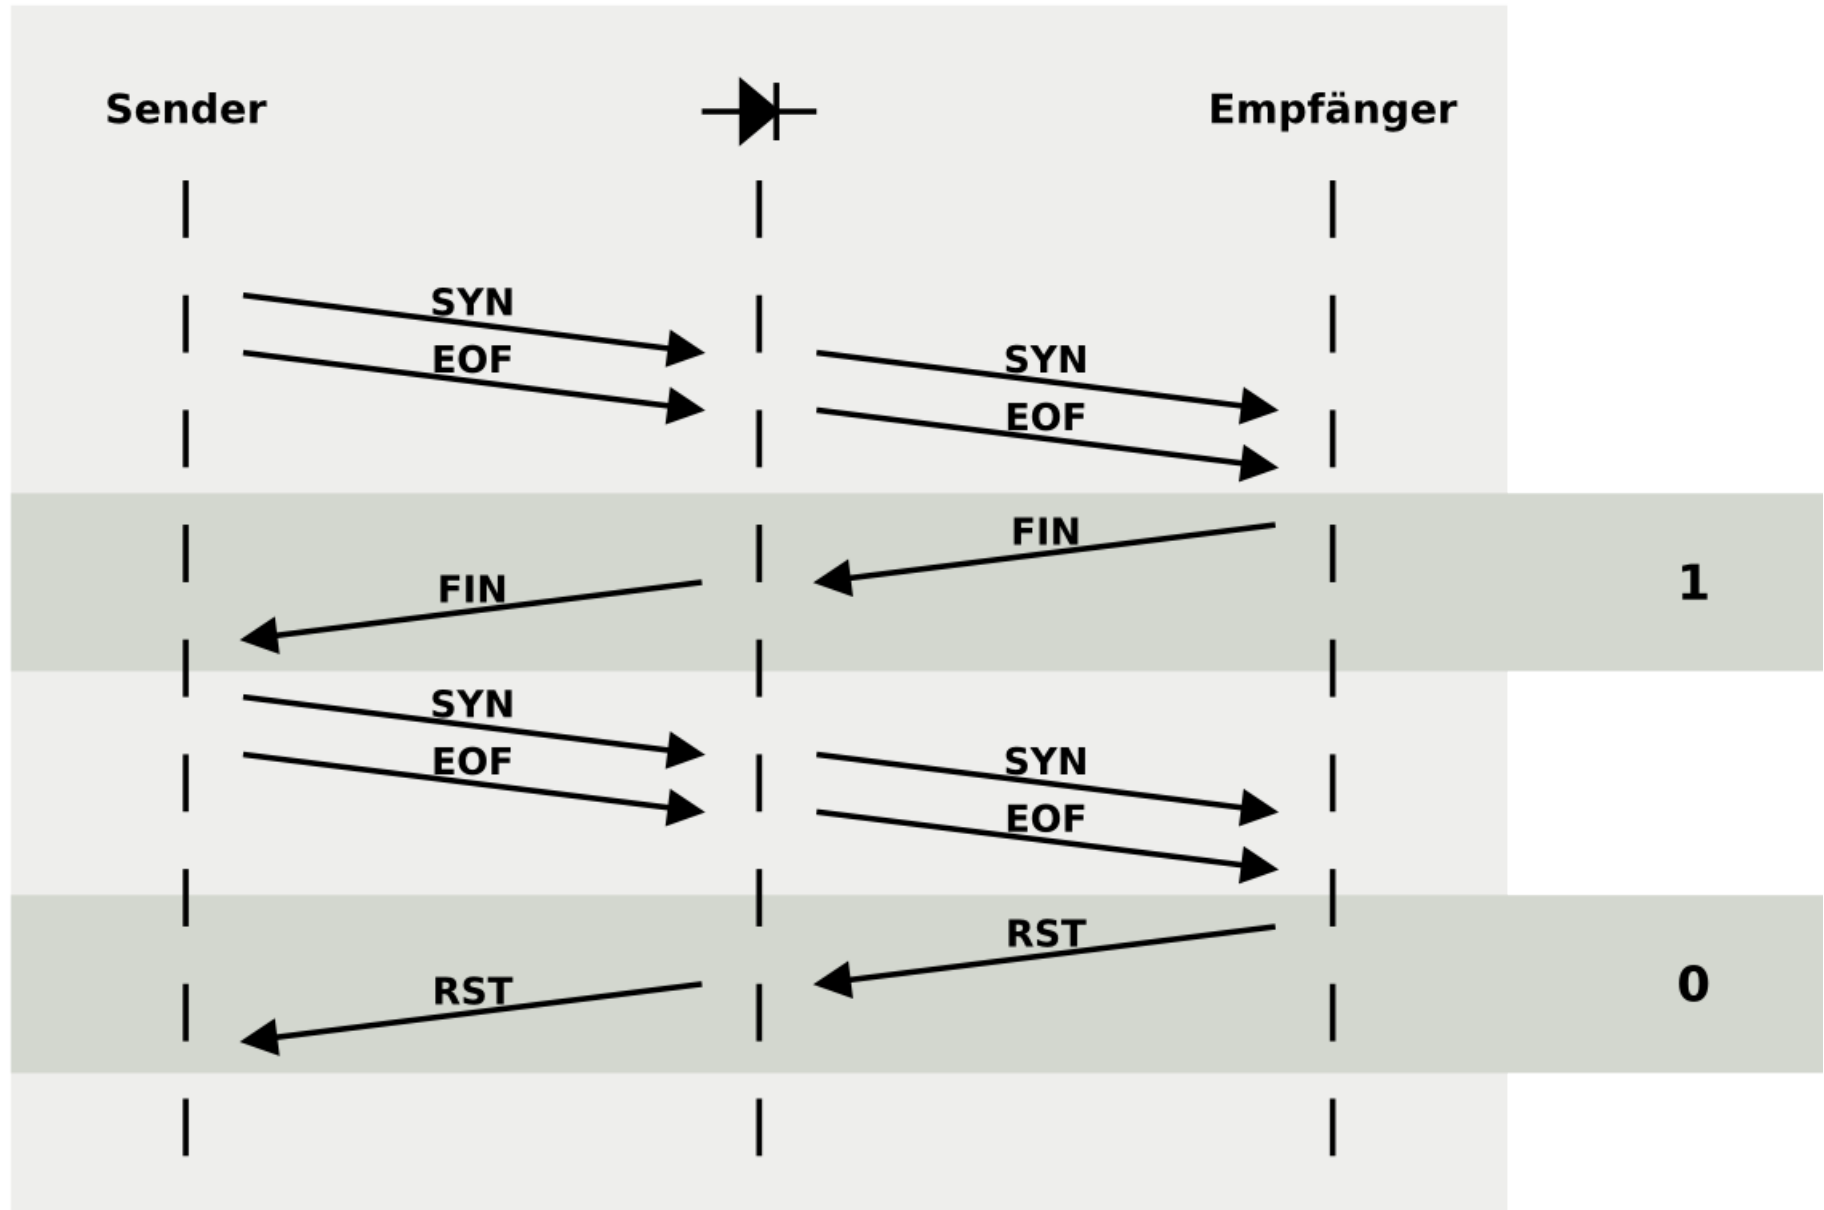 Sender
Empfänger
SYN
EOF
SYN
EOF
FIN
FIN
1
SYN
EOF
SYN
EOF
RST
RST
0